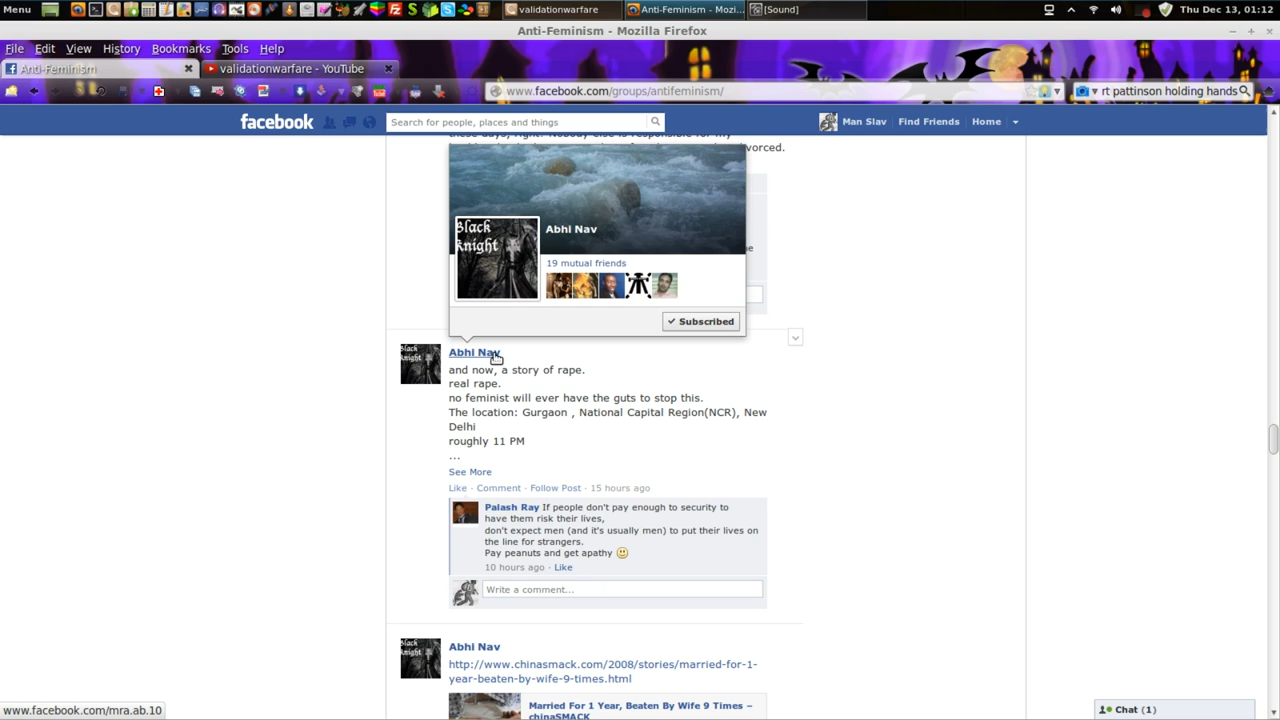 Menu
validationwarfare
Anti-Feminism - Mozi...
[Sound]
Thu Dec 13, 01:12
Anti-Feminism - Mozilla Firefox
File Edit View History Bookmarks Tools Help
Anti-Feminism
validationwarfare - YouTube
www.facebook.com/groups/antifeminism/
rt pattinson holding hands
facebook
Search for people, places and things
Man Slav
Find Friends
Home
vorced.
Black
Knight
Abhi Nav
19 mutual friends
Subscribed
Abhi Nav
and now, a story of rape.
real rape.
no feminist will ever have the guts to stop this.
The location: Gurgaon , National Capital Region(NCR), New
Delhi
roughly 11 PM
...
See More
Like · Comment · Follow Post · 15 hours ago
Palash Ray If people don't pay enough to security to
have them risk their lives,
don't expect men (and it's usually men) to put their lives on
the line for strangers.
Pay peanuts and get apathy
10 hours ago · Like
Write a comment...
Abhi Nav
http://www.chinasmack.com/2008/stories/married-for-1-
year-beaten-by-wife-9-times.html
Married For 1 Year, Beaten By Wife 9 Times –
chinaSMACK
www.facebook.com/mra.ab.10
Chat (1)